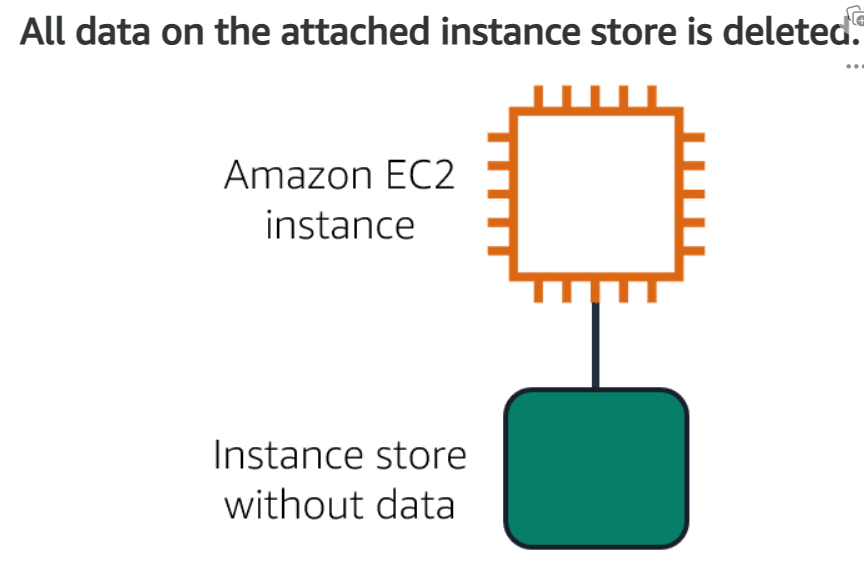 All data on the attached instance store is deleted.
Amazon EC2
instance
Instance store
without data